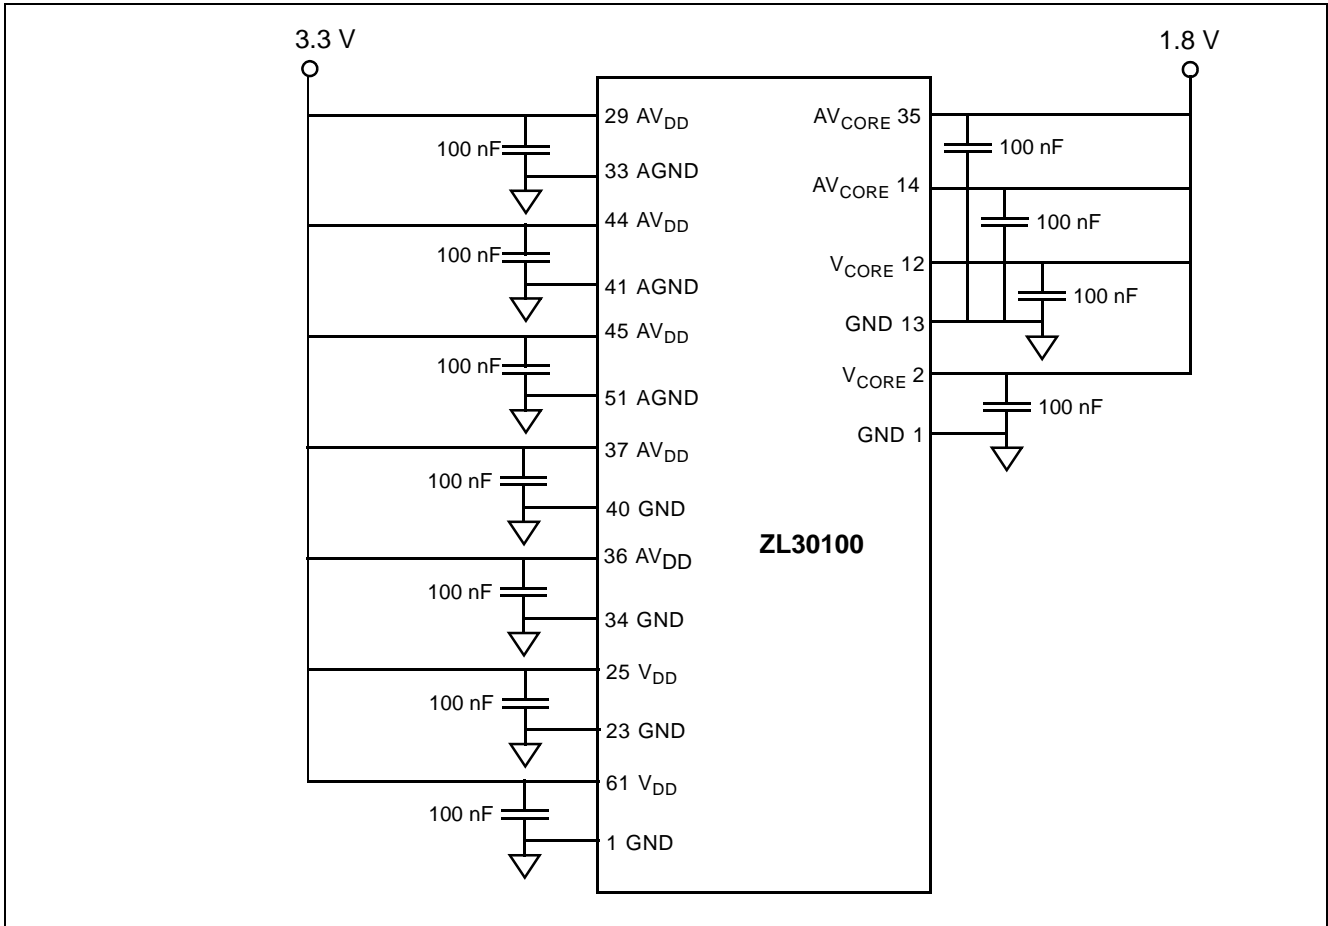 3.3 V
1.8 V
29 AVDD
AVCORE 35
100 nF
100 nF
33 AGND
AVCORE 14
44 AVDD
100 nF
100 nF
VCORE 12
41 AGND
100 nF
GND 13
45 AVDD
100 nF
VCORE 2
51 AGND
100 nF
GND 1
37 AVDD
100 nF
40 GND
ZL30100
36 AVDD
100 nF
34 GND
25 VDD
100 nF
23 GND
61 VDD
100 nF
1 GND